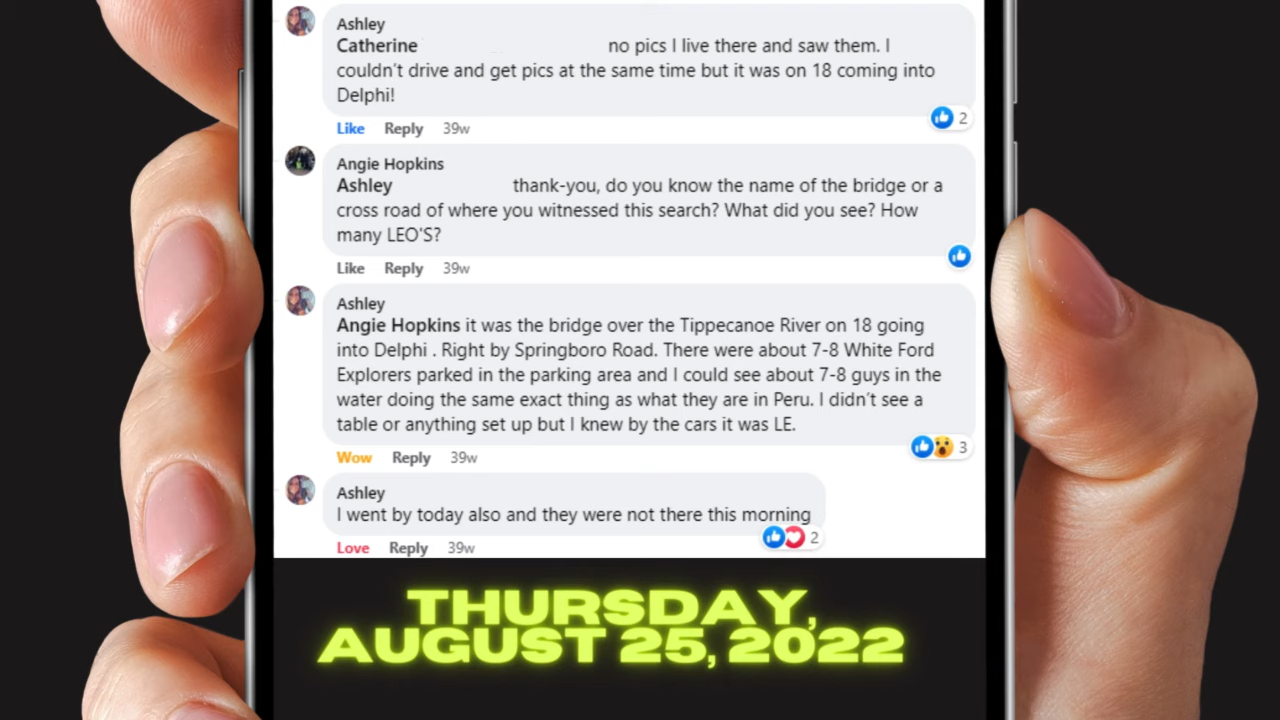 Ashley
Catherine no pics I live there and saw them. I
couldn't drive and get pics at the same time but it was on 18 coming into
Delphi!
Like Reply 39w
2
Angie Hopkins
Ashley thank-you, do you know the name of the bridge or a
cross road of where you witnessed this search? What did you see? How
many LEO'S?
Like Reply 39w
Ashley
Angie Hopkins it was the bridge over the Tippecanoe River on 18 going
into Delphi . Right by Springboro Road. There were about 7-8 White Ford
Explorers parked in the parking area and I could see about 7-8 guys in the
water doing the same exact thing as what they are in Peru. I didn't see a
table or anything set up but I knew by the cars it was LE.
Wow Reply 39w
3
Ashley
I went by today also and they were not there this morning
Love Reply 39w
2
THURSDAY,
AUGUST 25, 2022